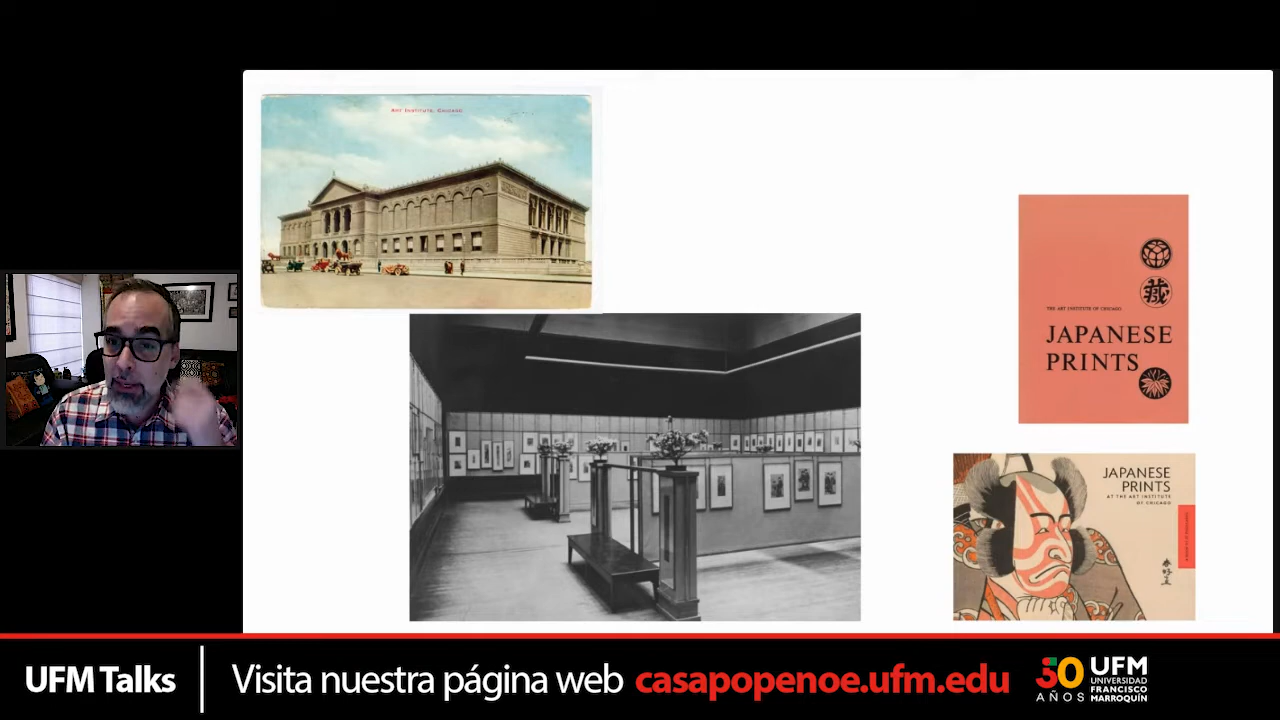 ART INSTITUTE, CHICAGO
THE ART INSTITUTE OF CHICAGO
JAPANESE
PRINTS
藏
JAPANESE
PRINTS
AT THE ART INSTITUTE
OF CHICAGO
UFM Talks
Visita nuestra página web casapopenoe.ufm.edu
50
AÑOS
UFM
UNIVERSIDAD
FRANCISCO
MARROQUÍN